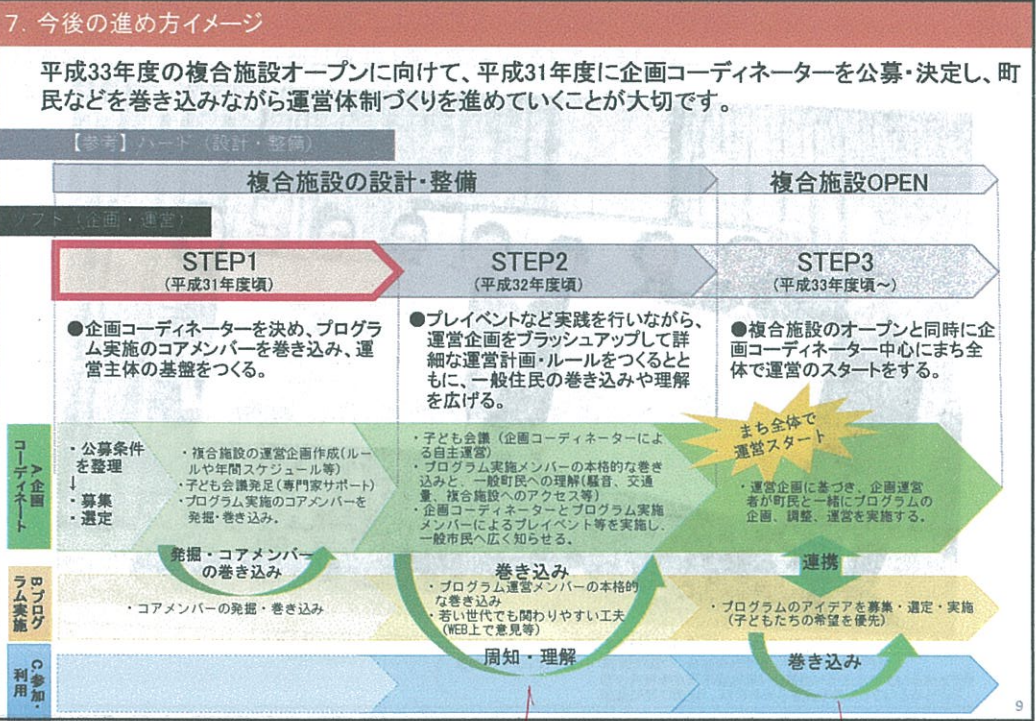 7. 今後の進め方イメージ
平成33年度の複合施設オープンに向けて、平成31年度に企画コーディネーターを公募・決定し、町
民などを巻き込みながら運営体制づくりを進めていくことが大切です。
【参考】ハード（設計・整備）
複合施設の設計・整備
複合施設OPEN
ソフト（企画・運営）
STEP1
(平成31年度頃)
STEP2
(平成32年度頃)
STEP3
(平成33年度頃～)
●企画コーディネーターを決め、プログラ
ム実施のコアメンバーを巻き込み、運
営主体の基盤をつくる。
●プレイベントなど実践を行いながら、
運営企画をブラッシュアップして詳
細な運営計画・ルールをつくるとと
もに、一般住民の巻き込みや理解
を広げる。
●複合施設のオープンと同時に企
画コーディネーター中心にまち全
体で運営のスタートをする。
まち全体で
運営スタート
A企画
コーディネート
・公募条件
を整理
↓
・募集
・選定
・複合施設の運営企画作成(ルー
ルや年間スケジュール等)
・子ども会議発足(専門家サポート)
・プログラム実施のコアメンバーを
発掘・巻き込み。
・子ども会議（企画コーディネーターによ
る自主運営)
・プログラム実施メンバーの本格的な巻き
込みと、一般町民への理解(騒音、交通
量、複合施設へのアクセス等)
・企画コーディネーターとプログラム実施
メンバーによるプレイベント等を実施し、
一般市民へ広く知らせる。
・運営企画に基づき、企画運営
者が町民と一緒にプログラムの
企画、調整、運営を実施する。
発掘・コアメンバー
の巻き込み
巻き込み
連携
B.プログ
ラム実施
・コアメンバーの発掘・巻き込み
・プログラム運営メンバーの本格的
な巻き込み
・若い世代でも関わりやすい工夫
(WEB上で意見等)
・プログラムのアイデアを募集・選定・実施
(子どもたちの希望を優先)
周知・理解
巻き込み
C.参加・
利用
9